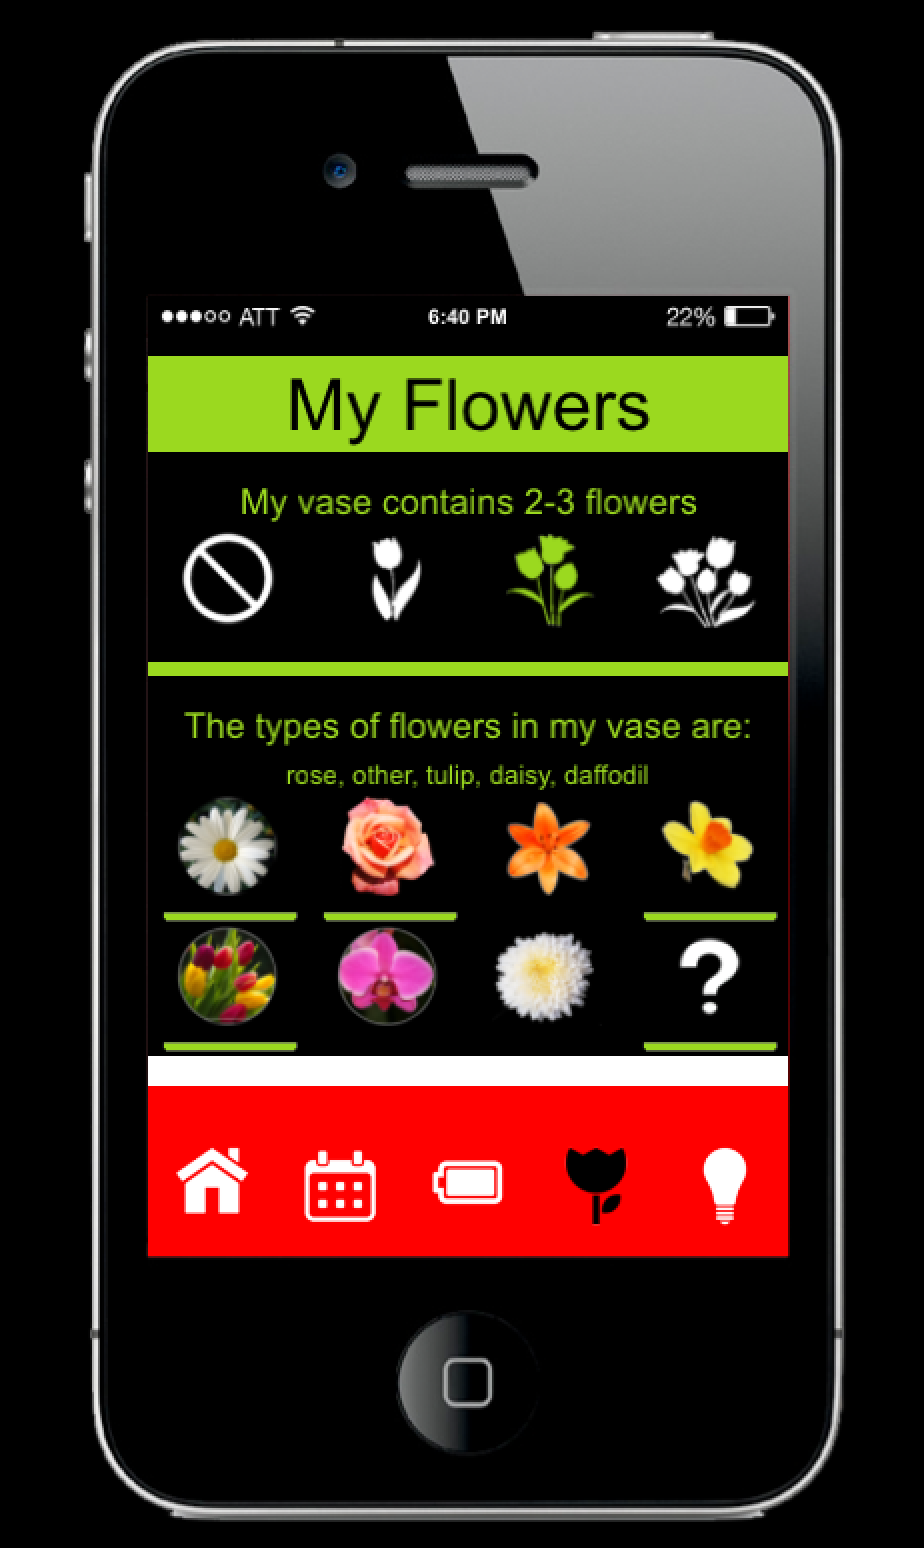 ATT 6:40 PM 22%
My Flowers
My vase contains 2-3 flowers
The types of flowers in my vase are:
rose, other, tulip, daisy, daffodil
?